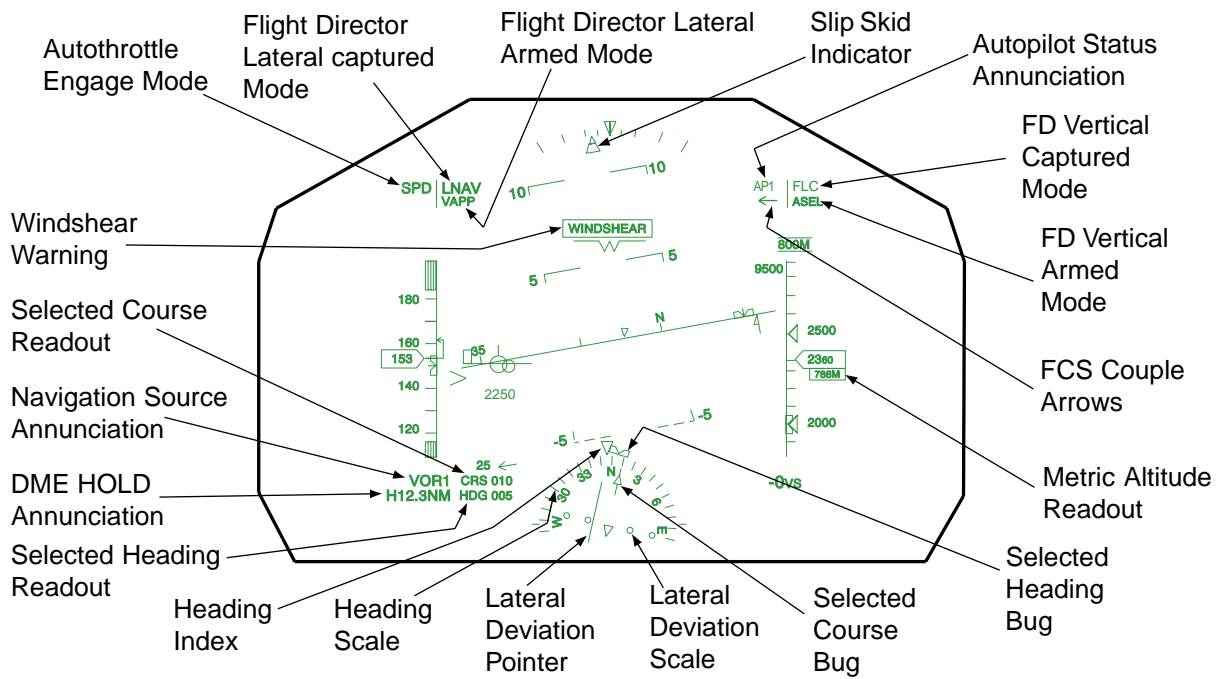 Flight Director
Lateral captured
Mode
Flight Director Lateral
Armed Mode
Slip Skid
Indicator
Autopilot Status
Annunciation
Autothrottle
Engage Mode
FD Vertical
Captured
Mode
FD Vertical
Armed
Mode
Windshear
Warning
Selected Course
Readout
Navigation Source
Annunciation
DME HOLD
Annunciation
Selected Heading
Readout
FCS Couple
Arrows
Metric Altitude
Readout
Selected
Heading
Bug
Heading
Index
Heading
Scale
Lateral
Deviation
Pointer
Lateral
Deviation
Scale
Selected
Course
Bug
SPD LNAV
VAPP
10 10
AP1 FLC
ASEL
WINDSHEAR
800M
5 5
9500
180
160
153
140
120
N
35
2250
2500
2360
786M
2000
-5 -5
25
VOR1 CRS 010
H12.3NM HDG 005
-0VS
W 30 33 N 3 6 E